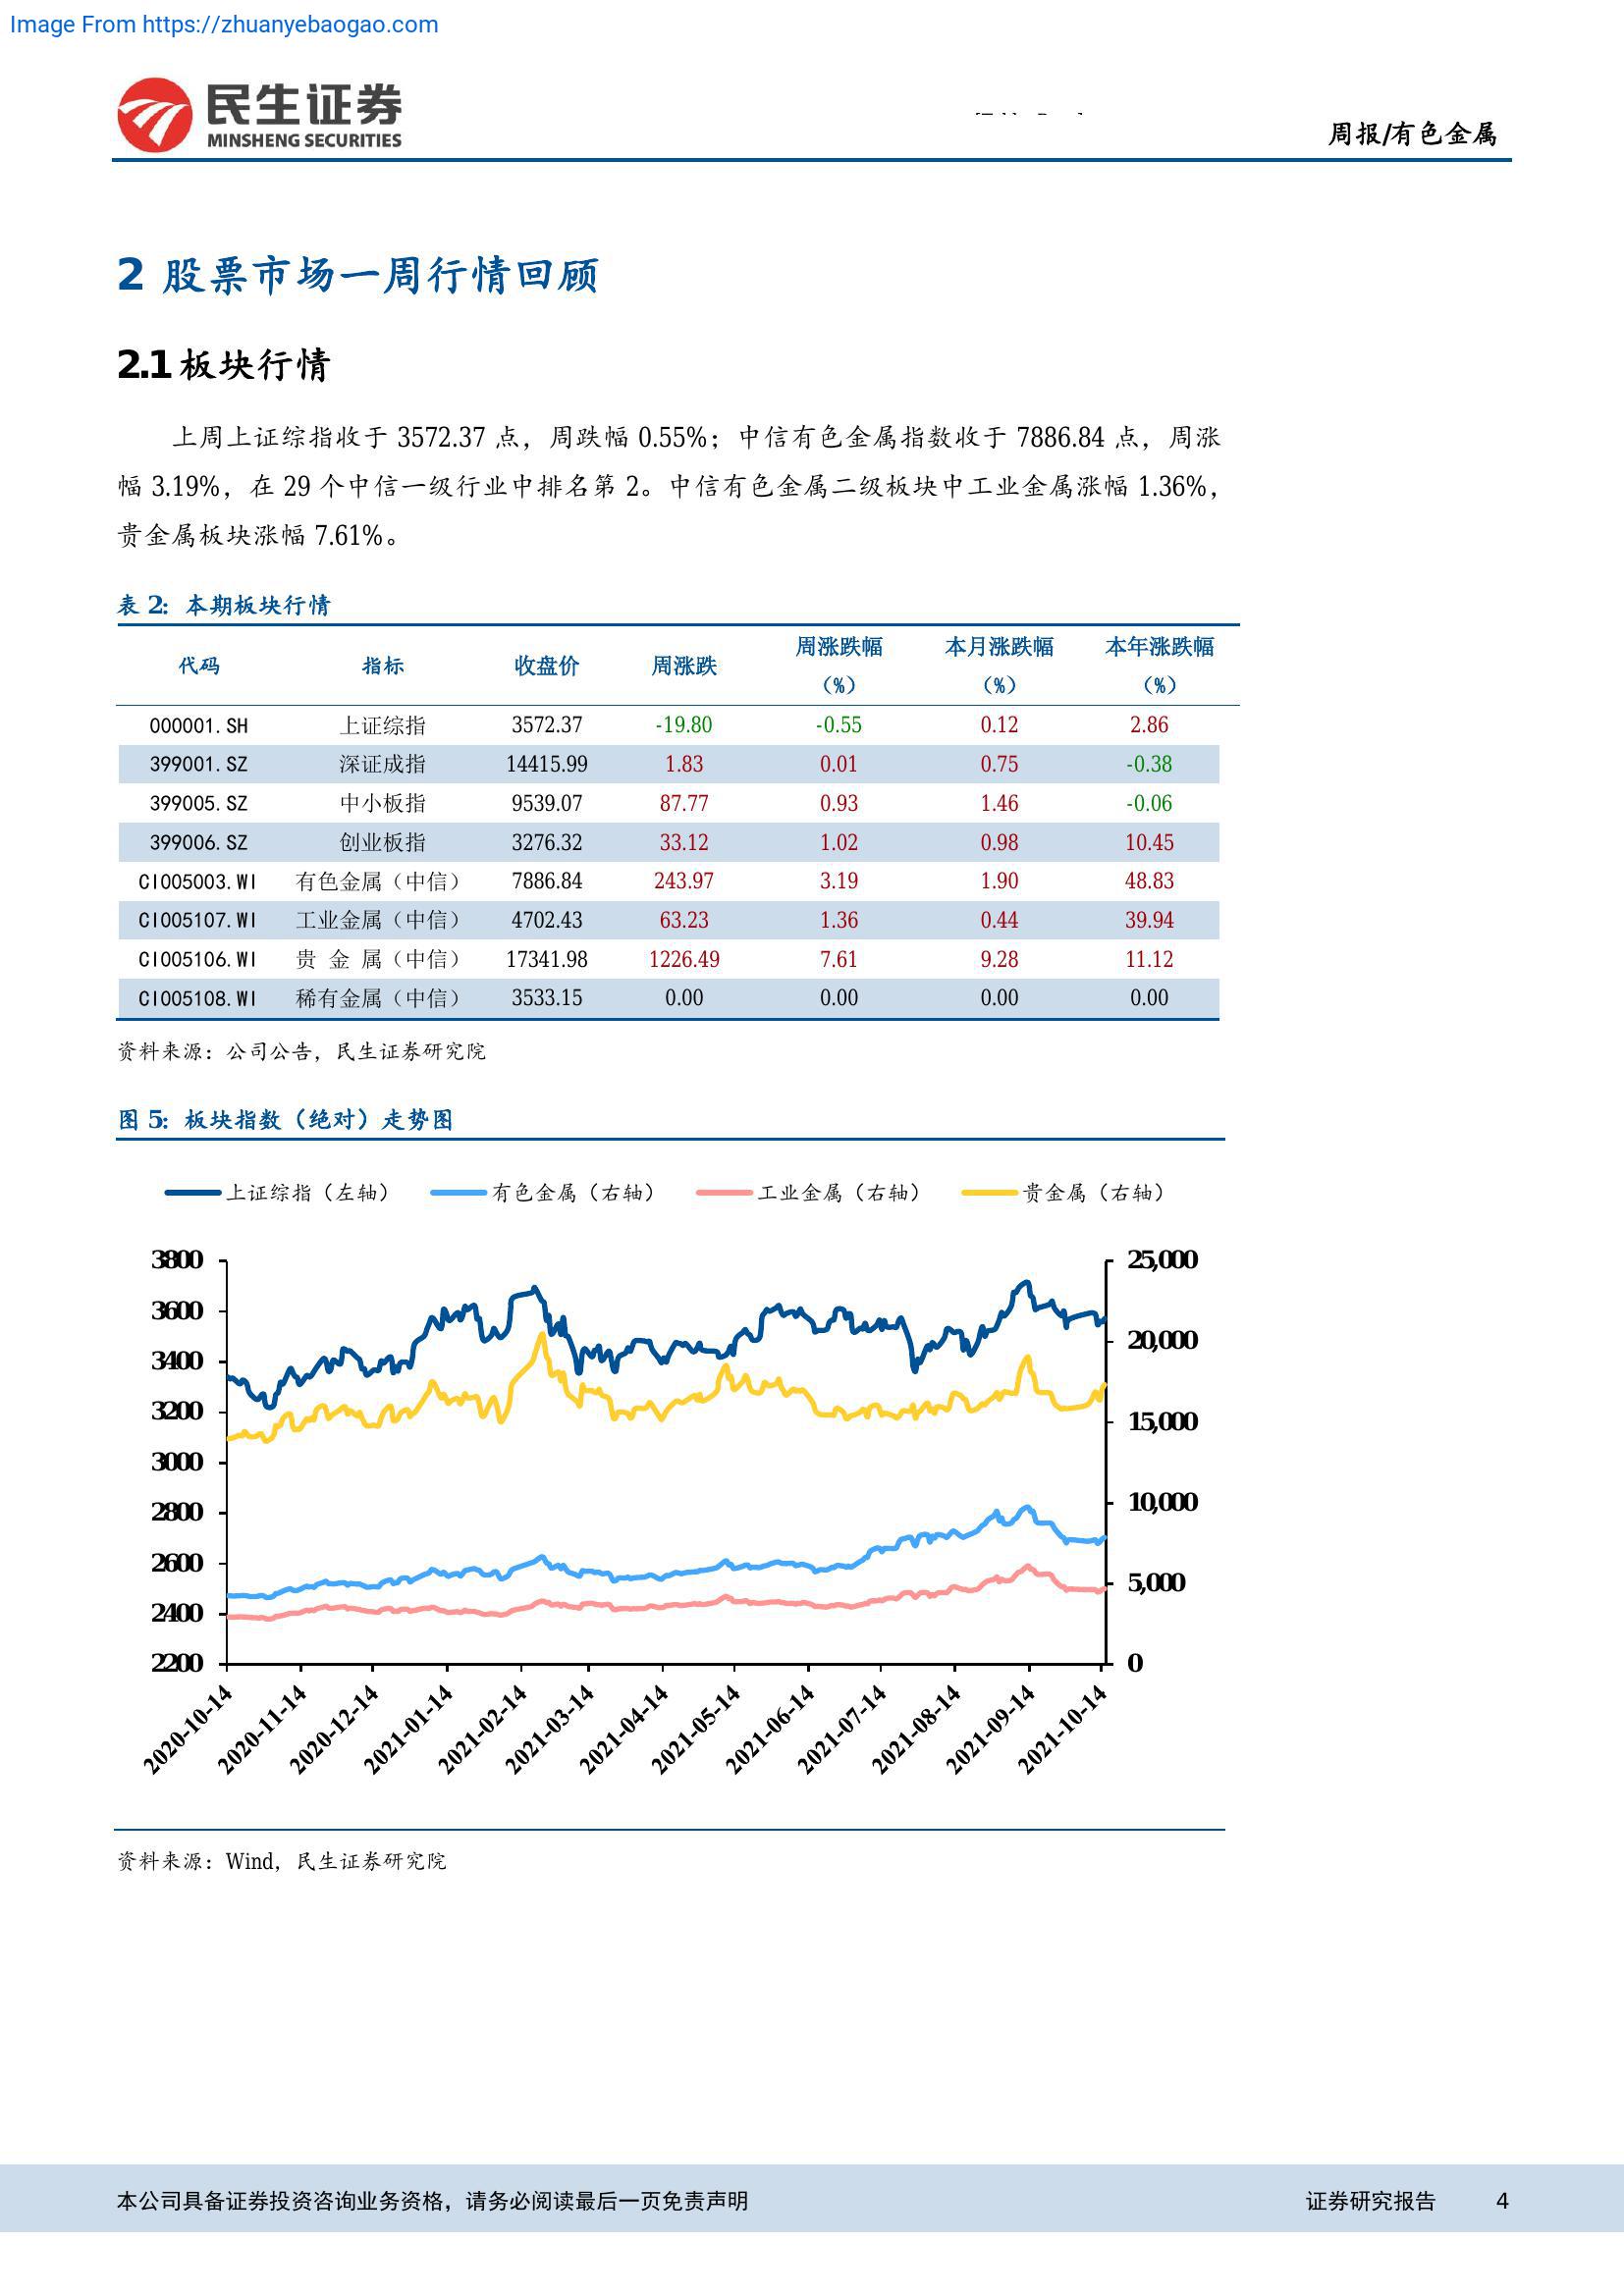 Image From https://zhuanyebaogao.com
民生证券
MINSHENG SECURITIES
周报/有色金属
2 股票市场一周行情回顾
2.1 板块行情
上周上证综指收于 3572.37 点，周跌幅 0.55%；中信有色金属指数收于 7886.84 点，周涨
幅 3.19%，在 29 个中信一级行业中排名第 2。中信有色金属二级板块中工业金属涨幅 1.36%，
贵金属板块涨幅 7.61%。
表 2：本期板块行情
代码 指标 收盘价 周涨跌 周涨跌幅（%） 本月涨跌幅（%） 本年涨跌幅（%）
000001.SH 上证综指 3572.37 -19.80 -0.55 0.12 2.86
399001.SZ 深证成指 14415.99 1.83 0.01 0.75 -0.38
399005.SZ 中小板指 9539.07 87.77 0.93 1.46 -0.06
399006.SZ 创业板指 3276.32 33.12 1.02 0.98 10.45
CI005003.WI 有色金属（中信） 7886.84 243.97 3.19 1.90 48.83
CI005107.WI 工业金属（中信） 4702.43 63.23 1.36 0.44 39.94
CI005106.WI 贵 金 属（中信） 17341.98 1226.49 7.61 9.28 11.12
CI005108.WI 稀有金属（中信） 3533.15 0.00 0.00 0.00 0.00
资料来源：公司公告，民生证券研究院
图 5：板块指数（绝对）走势图
上证综指（左轴） 有色金属（右轴） 工业金属（右轴） 贵金属（右轴）
3800
3600
3400
3200
3000
2800
2600
2400
2200
25,000
20,000
15,000
10,000
5,000
0
2020-10-14
2020-11-14
2020-12-14
2021-01-14
2021-02-14
2021-03-14
2021-04-14
2021-05-14
2021-06-14
2021-07-14
2021-08-14
2021-09-14
2021-10-14
资料来源：Wind，民生证券研究院
本公司具备证券投资咨询业务资格，请务必阅读最后一页免责声明 证券研究报告 4